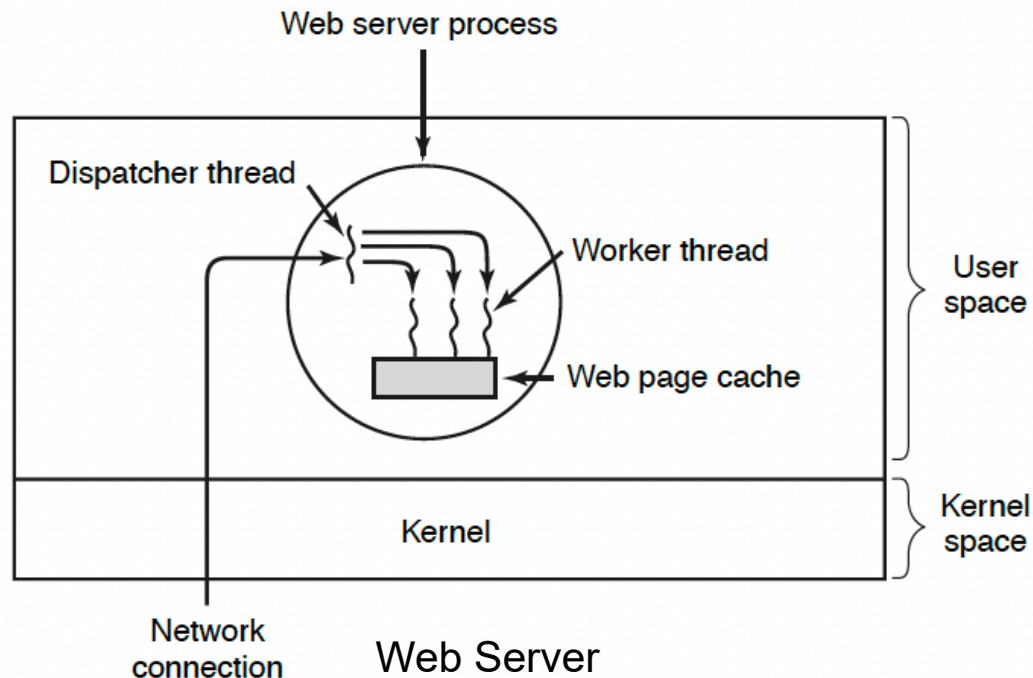 Web server process
Dispatcher thread
Worker thread
User
space
Web page cache
Kernel
Kernel
space
Network
connection
Web Server